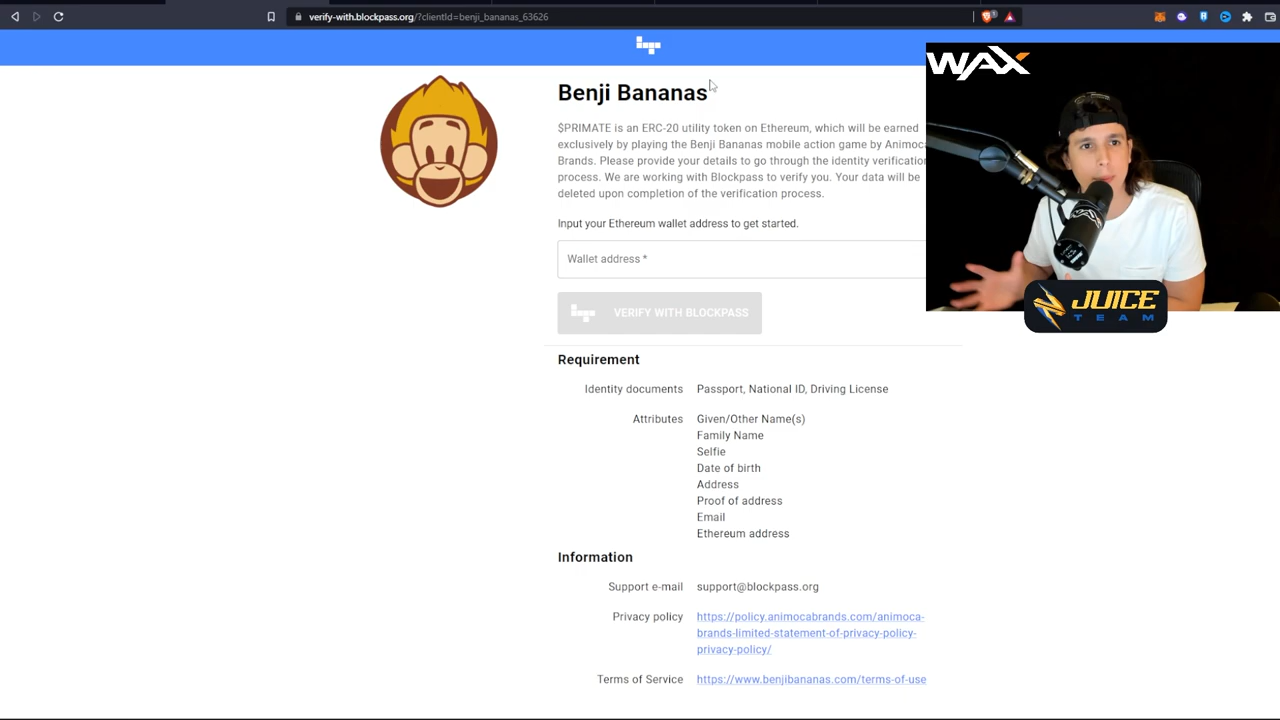 verify-with.blockpass.org/?clientId=benji_bananas_63626
WAX
Benji Bananas
$PRIMATE is an ERC-20 utility token on Ethereum, which will be earned
exclusively by playing the Benji Bananas mobile action game by Animoca
Brands. Please provide your details to go through the identity verification
process. We are working with Blockpass to verify you. Your data will be
deleted upon completion of the verification process.
Input your Ethereum wallet address to get started.
Wallet address *
VERIFY WITH BLOCKPASS
WAX
JUICE
TEAM
Requirement
Identity documents Passport, National ID, Driving License
Attributes Given/Other Name(s)
Family Name
Selfie
Date of birth
Address
Proof of address
Email
Ethereum address
Information
Support e-mail support@blockpass.org
Privacy policy https://policy.animocabrands.com/animoca-
brands-limited-statement-of-privacy-policy-
privacy-policy/
Terms of Service https://www.benjibananas.com/terms-of-use